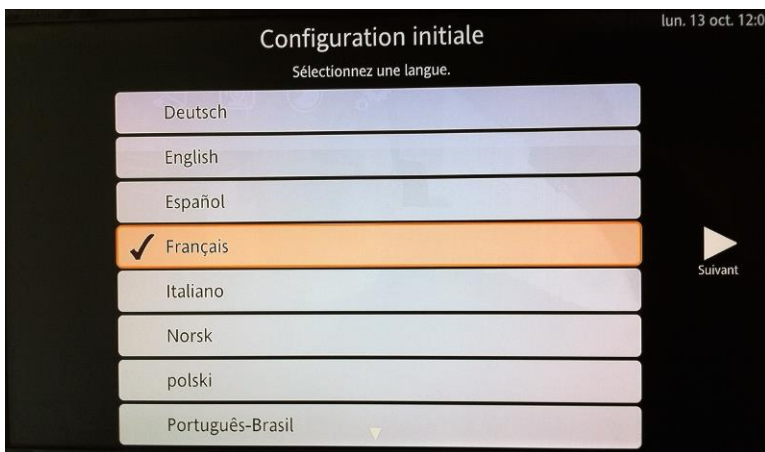 lun. 13 oct. 12:0
Configuration initiale
Sélectionnez une langue.
Deutsch
English
Español
Français
Italiano
Norsk
polski
Português-Brasil
Suivant